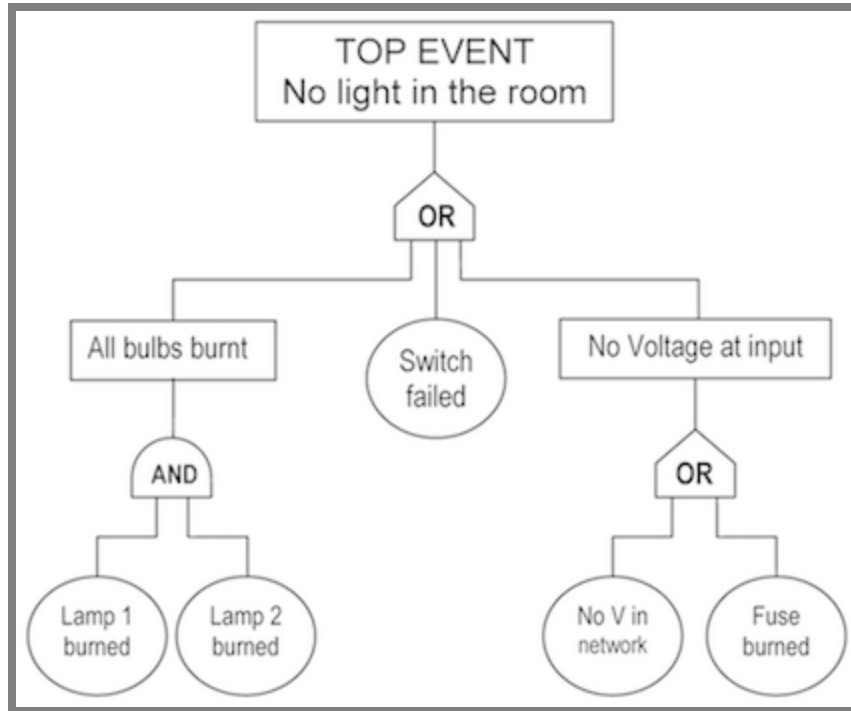 TOP EVENT
No light in the room
OR
All bulbs burnt
Switch
failed
No Voltage at input
AND
OR
Lamp 1
burned
Lamp 2
burned
No V in
network
Fuse
burned